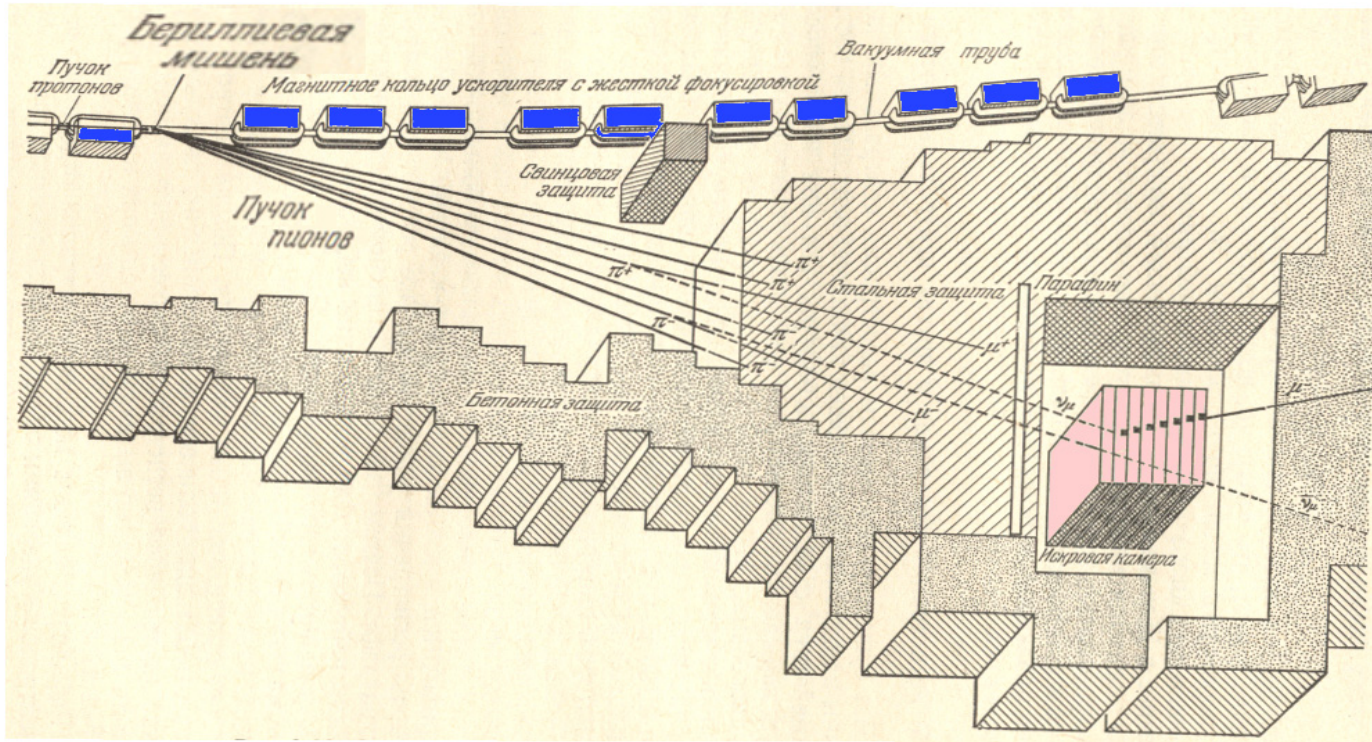 Бериллиевая
мишень
Пучок
протонов
Магнитное кольцо ускорителя с жесткой фокусировкой
Вакуумная труба
Свинцовая
защита
Пучок
пионов
π+
π+
π+
π-
π-
π-
Стальная защита
Парафин
μ+
μ-
νμ
μ-
νμ
Бетонная защита
Искровая камера